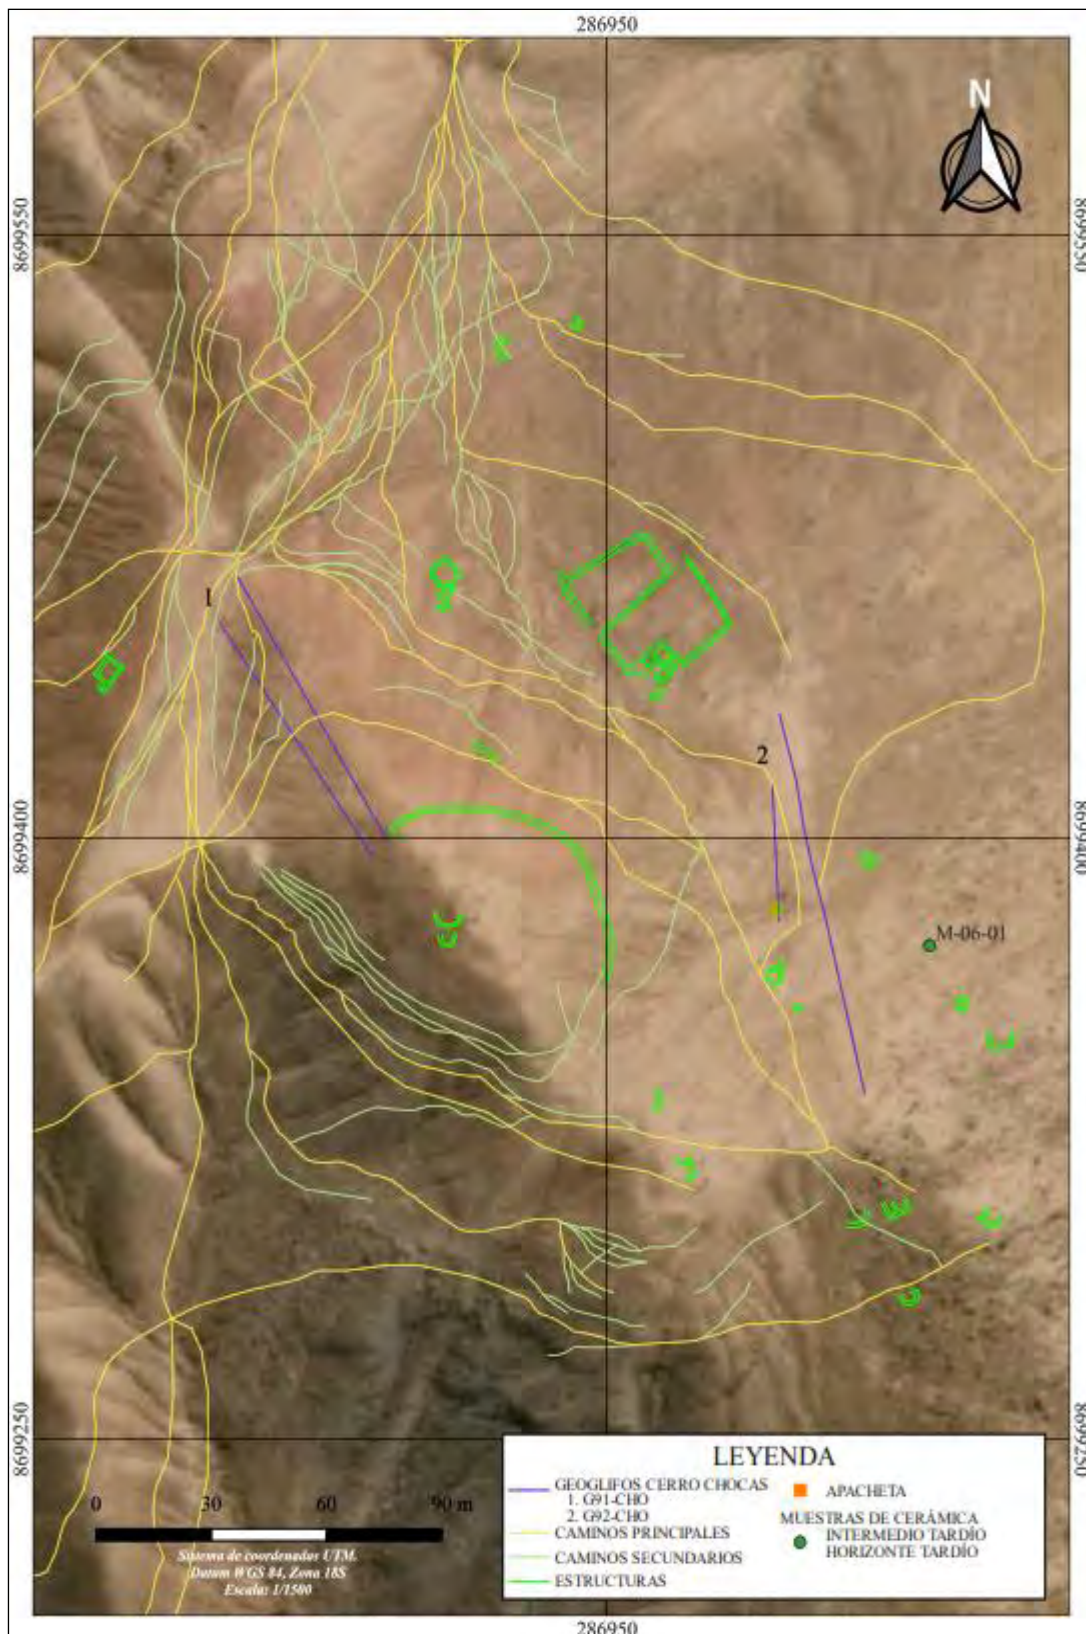 286950
N
8699550
8699550
1
2
8699400
8699400
M-06-01
8699250
8699250
0 30 60 90 m
Sistema de coordenadas UTM.
Datum WGS 84, Zona 18S
Escala: 1/1500
LEYENDA
GEOGLIFOS CERRO CHOCAS
1. G91-CHO
2. G92-CHO
CAMINOS PRINCIPALES
CAMINOS SECUNDARIOS
ESTRUCTURAS
APACHETA
MUESTRAS DE CERÁMICA
INTERMEDIO TARDÍO
HORIZONTE TARDÍO
286950